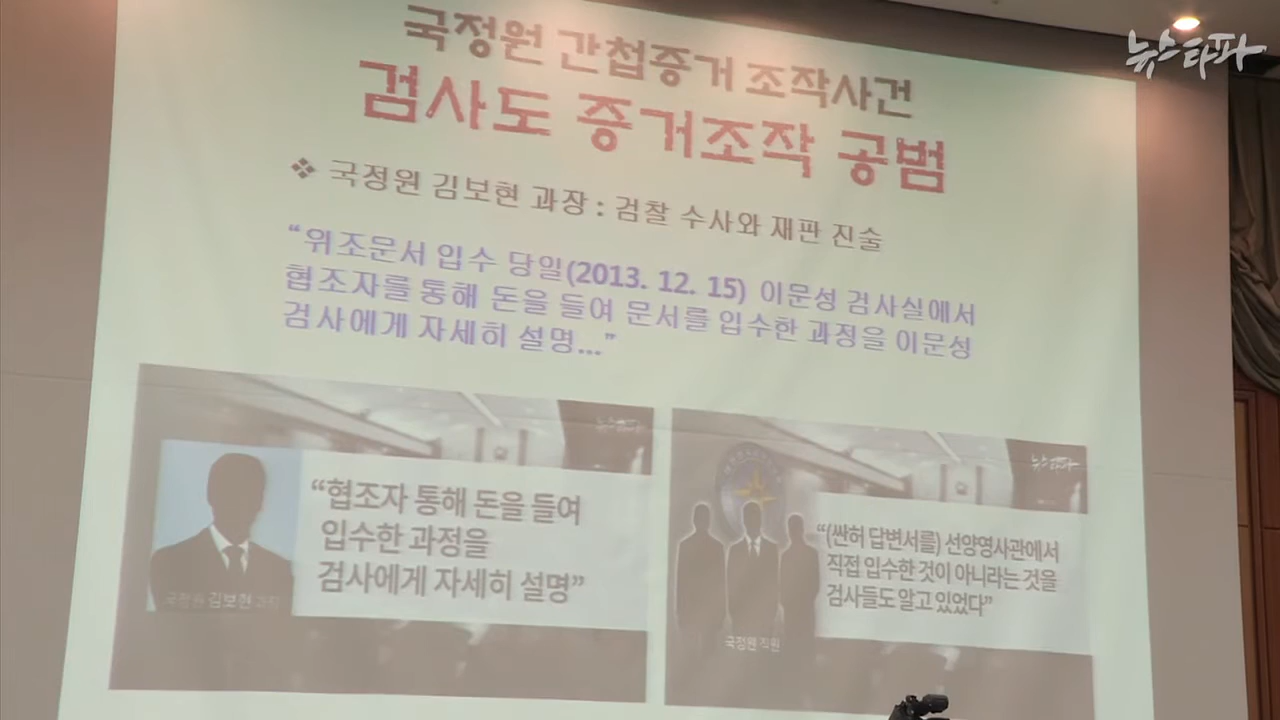 뉴스타파
국정원 간첩증거 조작사건
검사도 증거조작 공범
❖ 국정원 김보현 과장 : 검찰 수사와 재판 진술
“위조문서 입수 당일(2013. 12. 15) 이문성 검사실에서
협조자를 통해 돈을 들여 문서를 입수한 과정을 이문성
검사에게 자세히 설명...”
뉴스타파
“협조자 통해 돈을 들여
입수한 과정을
검사에게 자세히 설명”
국정원 김보현 과장
뉴스타파
“(싼허 답변서를) 선양영사관에서
직접 입수한 것이 아니라는 것을
검사들도 알고 있었다”
국정원 직원